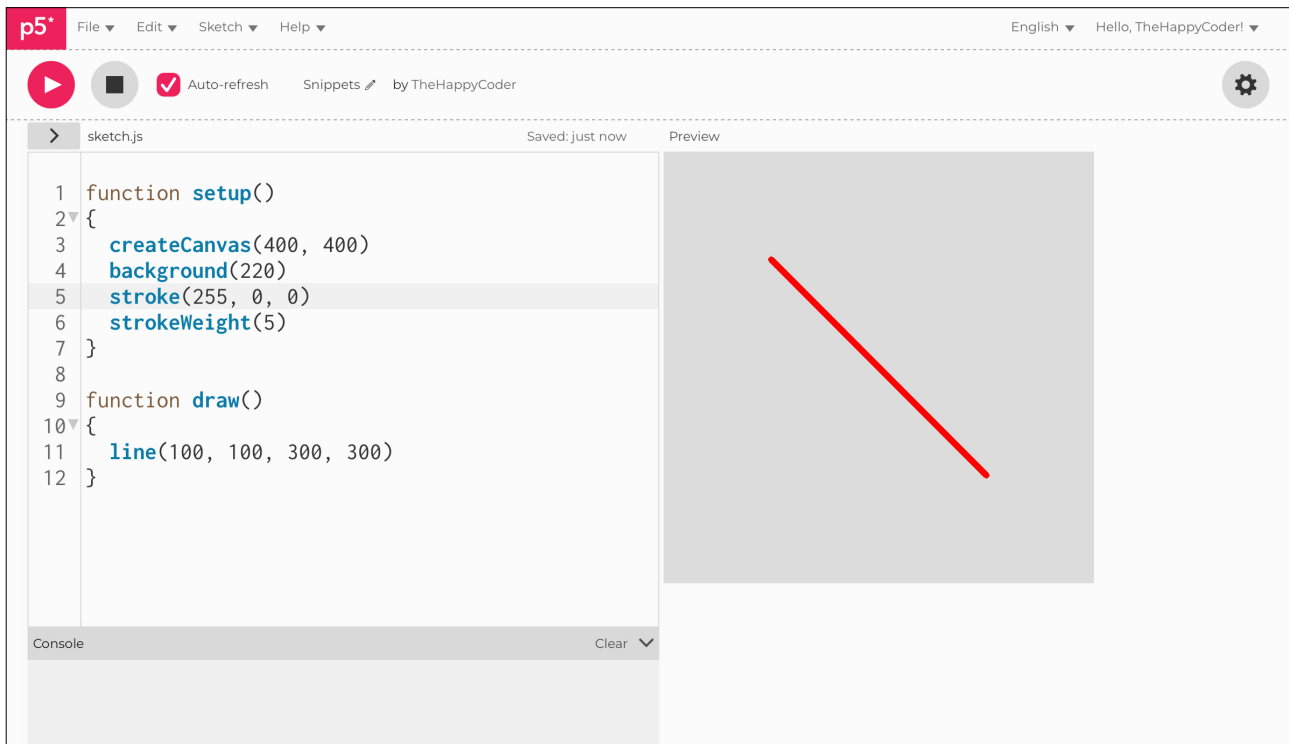 p5* File Edit Sketch Help English Hello, TheHappyCoder!
Auto-refresh Snippets by TheHappyCoder
sketch.js Saved: just now Preview
1 function setup()
2 {
3 createCanvas(400, 400)
4 background(220)
5 stroke(255, 0, 0)
6 strokeWeight(5)
7 }
8
9 function draw()
10 {
11 line(100, 100, 300, 300)
12 }
Console Clear